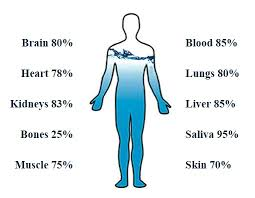 Brain 80%
Heart 78%
Kidneys 83%
Bones 25%
Muscle 75%
Blood 85%
Lungs 80%
Liver 85%
Saliva 95%
Skin 70%